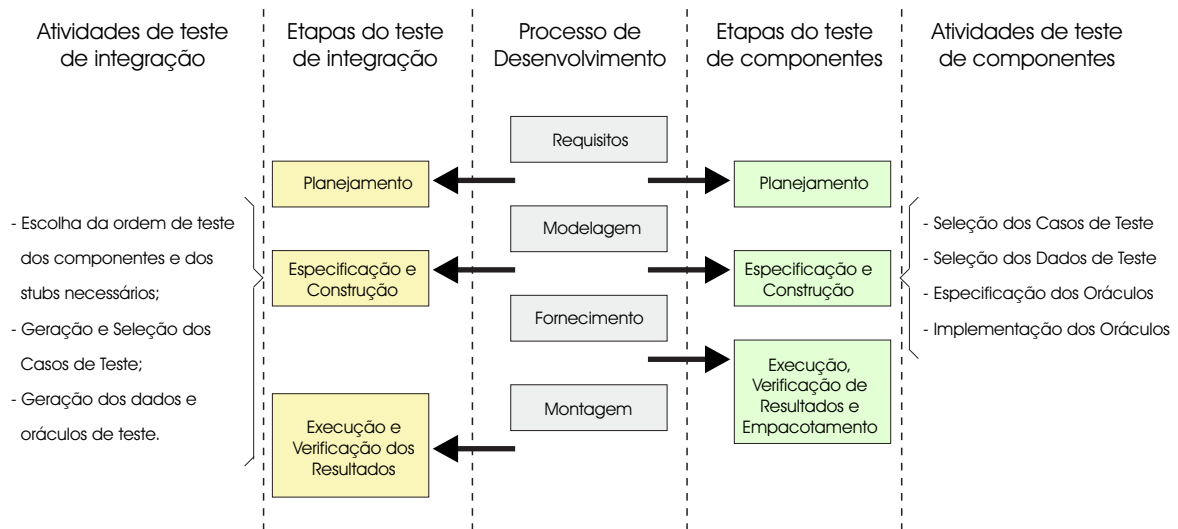 Atividades de teste
de integração
Etapas do teste
de integração
Processo de
Desenvolvimento
Etapas do teste
de componentes
Atividades de teste
de componentes
- Escolha da ordem de teste
dos componentes e dos
stubs necessários;
- Geração e Seleção dos
Casos de Teste;
- Geração dos dados e
oráculos de teste.
Planejamento
Especificação e
Construção
Execução e
Verificação dos
Resultados
Requisitos
Modelagem
Fornecimento
Montagem
Planejamento
Especificação e
Construção
Execução,
Verificação de
Resultados e
Empacotamento
- Seleção dos Casos de Teste
- Seleção dos Dados de Teste
- Especificação dos Oráculos
- Implementação dos Oráculos